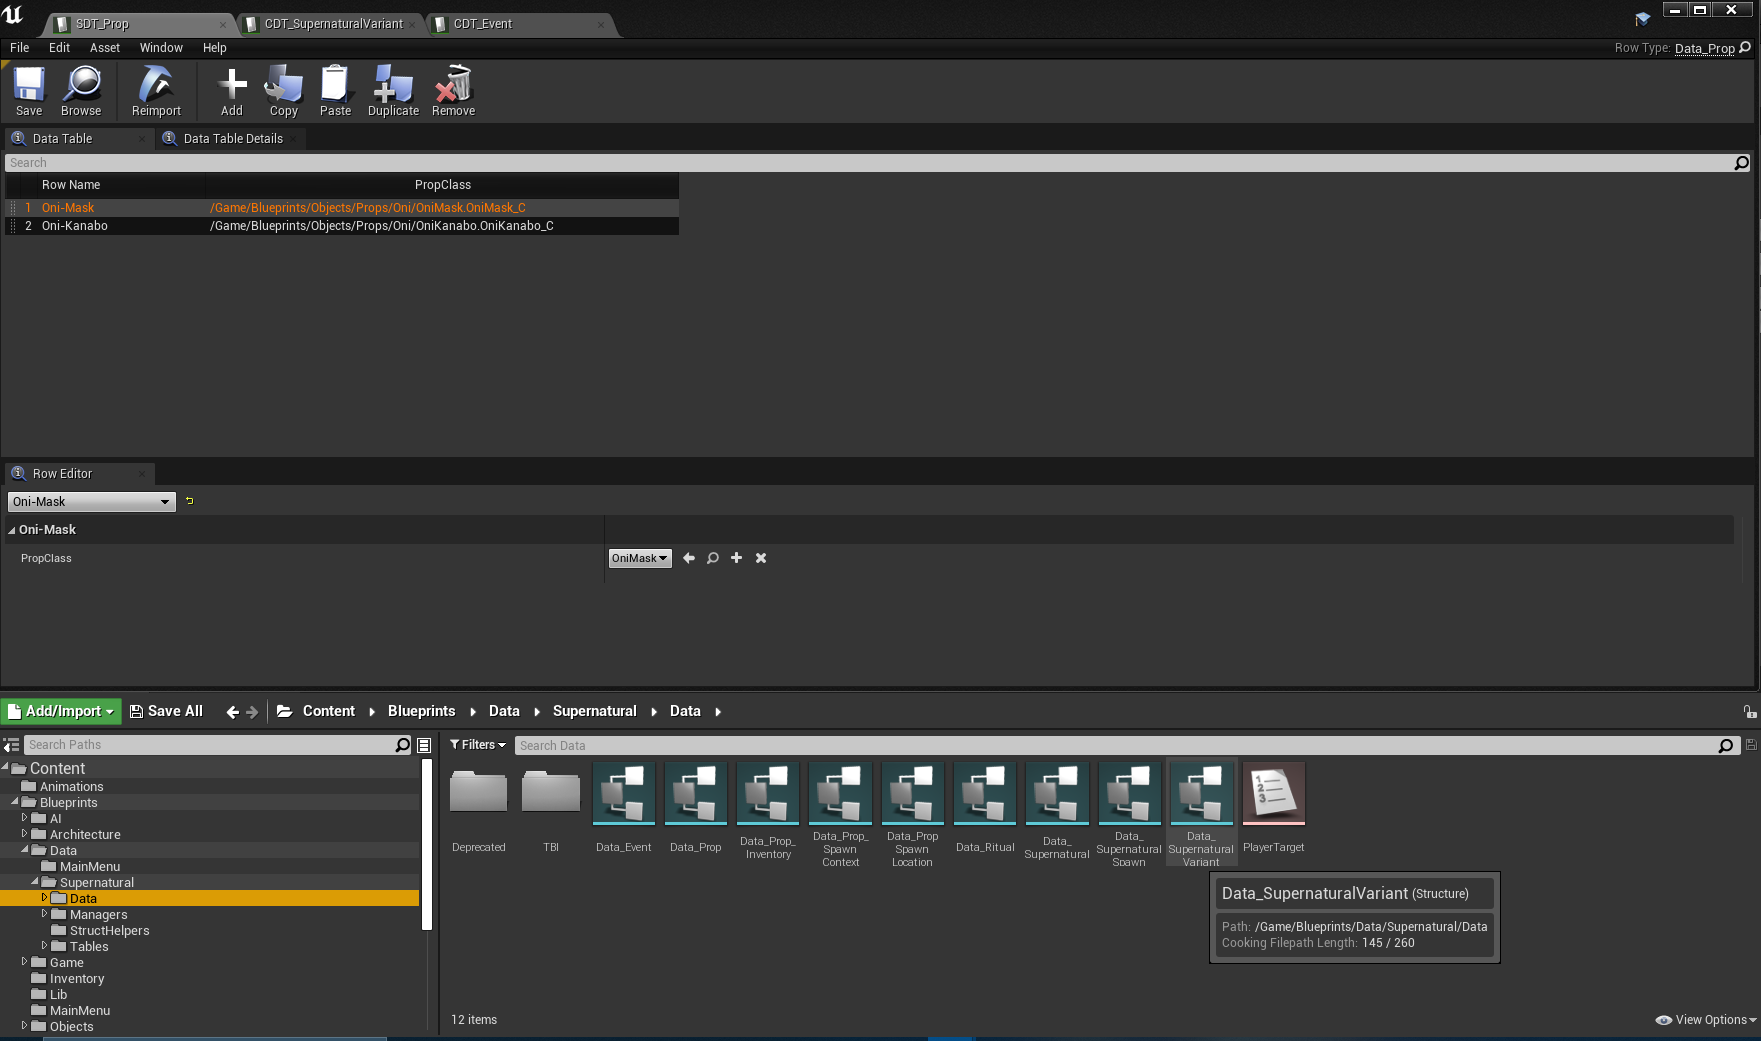 SDT_Prop
CDT_SupernaturalVariant
CDT_Event
File Edit Asset Window Help
Row Type: Data_Prop
Save Browse Reimport Add Copy Paste Duplicate Remove
Data Table
Data Table Details
Search
Row Name PropClass
1 Oni-Mask /Game/Blueprints/Objects/Props/Oni/OniMask.OniMask_C
2 Oni-Kanabo /Game/Blueprints/Objects/Props/Oni/OniKanabo.OniKanabo_C
Row Editor
Oni-Mask
Oni-Mask
PropClass
OniMask
Add/Import Save All Content Blueprints Data Supernatural Data
Search Paths
Filters
Search Data
Content
Animations
Blueprints
AI
Architecture
Data
MainMenu
Supernatural
Data
Managers
StructHelpers
Tables
Game
Inventory
Lib
MainMenu
Objects
Deprecated
TBI
Data_Event
Data_Prop
Data_Prop_
Inventory
Data_Prop_
Spawn
Context
Data_Prop
Spawn
Location
Data_Ritual
Data_
Supernatural
Data_
Supernatural
Spawn
Data_
Supernatural
Variant
PlayerTarget
1
2
3
Data_SupernaturalVariant (Structure)
Path: /Game/Blueprints/Data/Supernatural/Data
Cooking Filepath Length: 145 / 260
12 items
View Options